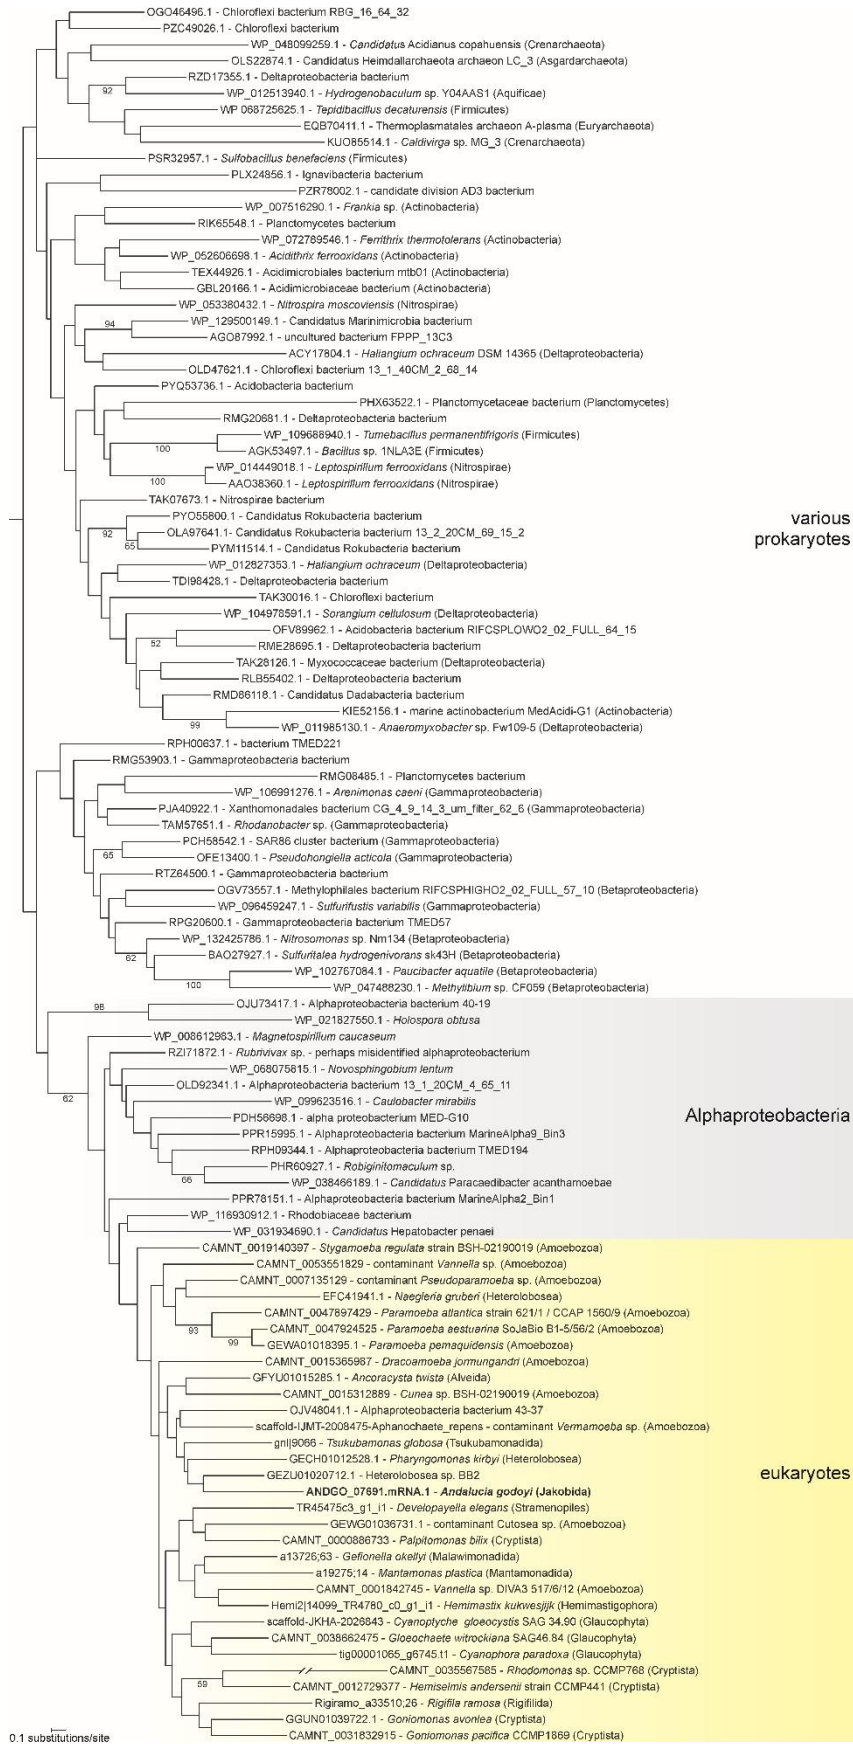 OGO46496.1 - Chloroflexi bacterium RBG_16_64_32
PZC49026.1 - Chloroflexi bacterium
WP_048099259.1 - Candidatus Acidianus copahuensis (Crenarchaeota)
OLS22874.1 - Candidatus Heimdallarchaeota archaeon LC_3 (Asgardarchaeota)
RZD17355.1 - Deltaproteobacteria bacterium
92
WP_012513940.1 - Hydrogenobaculum sp. Y04AAS1 (Aquificae)
WP 068725625.1 - Tepidibacillus decaturensis (Firmicutes)
EQB70411.1 - Thermoplasmatales archaeon A-plasma (Euryarchaeota)
KUO85514.1 - Caldivirga sp. MG_3 (Crenarchaeota)
PSR32957.1 - Sulfobacillus benefaciens (Firmicutes)
PLX24856.1 - Ignavibacteria bacterium
PZR78002.1 - candidate division AD3 bacterium
WP_007516290.1 - Frankia sp. (Actinobacteria)
RIK65548.1 - Planctomycetes bacterium
WP_072789546.1 - Ferrithrix thermotolerans (Actinobacteria)
WP_052606698.1 - Acidithrix ferrooxidans (Actinobacteria)
TEX44926.1 - Acidimicrobiales bacterium mtb01 (Actinobacteria)
GBL20166.1 - Acidimicrobiaceae bacterium (Actinobacteria)
WP_053380432.1 - Nitrospira moscoviensis (Nitrospirae)
94
WP_129500149.1 - Candidatus Marinimicrobia bacterium
AGO87992.1 - uncultured bacterium FPPP_13C3
ACY17804.1 - Haliangium ochraceum DSM 14365 (Deltaproteobacteria)
OLD47621.1 - Chloroflexi bacterium 13_1_40CM_2_68_14
PYQ53736.1 - Acidobacteria bacterium
PHX63522.1 - Planctomycetaceae bacterium (Planctomycetes)
RMG20681.1 - Deltaproteobacteria bacterium
WP_109688940.1 - Tumebacillus permanentifrigoris (Firmicutes)
100
AGK53497.1 - Bacillus sp. 1NLA3E (Firmicutes)
WP_014449018.1 - Leptospirillum ferrooxidans (Nitrospirae)
100
AAO38360.1 - Leptospirillum ferrooxidans (Nitrospirae)
TAK07673.1 - Nitrospirae bacterium
PYO55800.1 - Candidatus Rokubacteria bacterium
various
92
OLA97641.1 - Candidatus Rokubacteria bacterium 13_2_20CM_69_15_2
prokaryotes
65
PYM11514.1 - Candidatus Rokubacteria bacterium
WP_012827353.1 - Haliangium ochraceum (Deltaproteobacteria)
TDI98428.1 - Deltaproteobacteria bacterium
TAK30016.1 - Chloroflexi bacterium
WP_104978591.1 - Sorangium cellulosum (Deltaproteobacteria)
OFV89962.1 - Acidobacteria bacterium RIFCSPLOWO2_02_FULL_64_15
52
RME28695.1 - Deltaproteobacteria bacterium
TAK28126.1 - Myxococcaceae bacterium (Deltaproteobacteria)
RLB55402.1 - Deltaproteobacteria bacterium
RMD86118.1 - Candidatus Dadabacteria bacterium
KIE52156.1 - marine actinobacterium MedAcidi-G1 (Actinobacteria)
99
WP_011985130.1 - Anaeromyxobacter sp. Fw109-5 (Deltaproteobacteria)
RPH00637.1 - bacterium TMED221
RMG53903.1 - Gammaproteobacteria bacterium
RMG08485.1 - Planctomycetes bacterium
WP_106991276.1 - Arenimonas caeni (Gammaproteobacteria)
PJA40922.1 - Xanthomonadales bacterium CG_4_9_14_3_um_filter_62_6 (Gammaproteobacteria)
TAM57651.1 - Rhodanobacter sp. (Gammaproteobacteria)
PCH58542.1 - SAR86 cluster bacterium (Gammaproteobacteria)
65
OFE13400.1 - Pseudohongiella acticola (Gammaproteobacteria)
RTZ64500.1 - Gammaproteobacteria bacterium
OGV73557.1 - Methylophilales bacterium RIFCSPHIGHO2_02_FULL_57_10 (Betaproteobacteria)
WP_096459247.1 - Sulfurifustis variabilis (Gammaproteobacteria)
RPG20600.1 - Gammaproteobacteria bacterium TMED57
WP_132425786.1 - Nitrosomonas sp. Nm134 (Betaproteobacteria)
62
BAO27927.1 - Sulfuritalea hydrogenivorans sk43H (Betaproteobacteria)
WP_102767084.1 - Paucibacter aquatile (Betaproteobacteria)
100
WP_047488230.1 - Methylibium sp. CF059 (Betaproteobacteria)
OJU73417.1 - Alphaproteobacteria bacterium 40-19
98
WP_021827550.1 - Holospora obtusa
WP_008612983.1 - Magnetospirillum caucaseum
RZI71872.1 - Rubrivivax sp. - perhaps misidentified alphaproteobacterium
WP_068075815.1 - Novosphingobium lentum
OLD92341.1 - Alphaproteobacteria bacterium 13_1_20CM_4_65_11
62
WP_099623516.1 - Caulobacter mirabilis
PDH56698.1 - alpha proteobacterium MED-G10
Alphaproteobacteria
PPR15995.1 - Alphaproteobacteria bacterium MarineAlpha9_Bin3
RPH09344.1 - Alphaproteobacteria bacterium TMED194
PHR60927.1 - Robiginitomaculum sp.
66
WP_038466189.1 - Candidatus Paracaedibacter acanthamoebae
PPR78151.1 - Alphaproteobacteria bacterium MarineAlpha2_Bin1
WP_116930912.1 - Rhodobiaceae bacterium
WP_031934690.1 - Candidatus Hepatobacter penaei
CAMNT_0019140397 - Stygamoeba regulata strain BSH-02190019 (Amoebozoa)
CAMNT_0053551829 - contaminant Vannella sp. (Amoebozoa)
CAMNT_0007135129 - contaminant Pseudoparamoeba sp. (Amoebozoa)
EFC41941.1 - Naegleria gruberi (Heterolobosea)
CAMNT_0047897429 - Paramoeba atlantica strain 621/1 / CCAP 1560/9 (Amoebozoa)
93
CAMNT_0047924525 - Paramoeba aestuarina SoJaBio B1-5/56/2 (Amoebozoa)
99
GEWA01018395.1 - Paramoeba pemaquidensis (Amoebozoa)
CAMNT_0015365987 - Dracoamoeba jormungandri (Amoebozoa)
GFYU01015285.1 - Ancoracysta twista (Alveida)
CAMNT_0015312889 - Cunea sp. BSH-02190019 (Amoebozoa)
OJV48041.1 - Alphaproteobacteria bacterium 43-37
scaffold-IJMT-2008475-Aphanochaete_repens - contaminant Vermamoeba sp. (Amoebozoa)
gnl|9066 - Tsukubamonas globosa (Tsukubamonadida)
GECH01012528.1 - Pharyngomonas kirbyi (Heterolobosea)
GEZU01020712.1 - Heterolobosea sp. BB2
eukaryotes
ANDGO_07691.mRNA.1 - Andalucia godoyi (Jakobida)
TR45475c3_g1_i1 - Developayella elegans (Stramenopiles)
GEWG01036731.1 - contaminant Cutosea sp. (Amoebozoa)
CAMNT_0000886733 - Palpitomonas bilix (Cryptista)
a13726;63 - Gefionella okellyi (Malawimonadida)
a19275;14 - Mantamonas plastica (Mantamonadida)
CAMNT_0001842745 - Vannella sp. DIVA3 517/6/12 (Amoebozoa)
Hemi2|14099_TR4780_c0_g1_i1 - Hemimastix kukwesjijk (Hemimastigophora)
scaffold-JKHA-2026843 - Cyanoptyche gloeocystis SAG 34.90 (Glaucophyta)
CAMNT_0038662475 - Gloeochaete witrockiana SAG46.84 (Glaucophyta)
tig00001065_g6745.t1 - Cyanophora paradoxa (Glaucophyta)
CAMNT_0035567585 - Rhodomonas sp. CCMP768 (Cryptista)
59
CAMNT_0012729377 - Hemiselmis andersenii strain CCMP441 (Cryptista)
Rigiramo_a33510;26 - Rigifila ramosa (Rigifilida)
GGUN01039722.1 - Goniomonas avonlea (Cryptista)
CAMNT_0031832915 - Goniomonas pacifica CCMP1869 (Cryptista)
0.1 substitutions/site